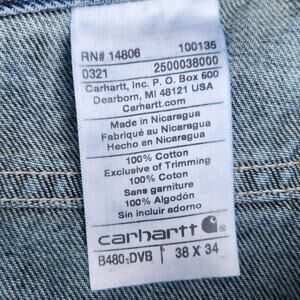 RN# 14806 100135
0321 2500038000
Carhartt, Inc. P. O. Box 600
Dearborn, MI 48121 USA
Carhartt.com
Made in Nicaragua
Fabriqué au Nicaragua
Hecho en Nicaragua
100% Cotton
Exclusive of Trimming
100% Coton
Sans garniture
100% Algodón
Sin incluir adorno
carhartt ®
B480-DVB 38 X 34